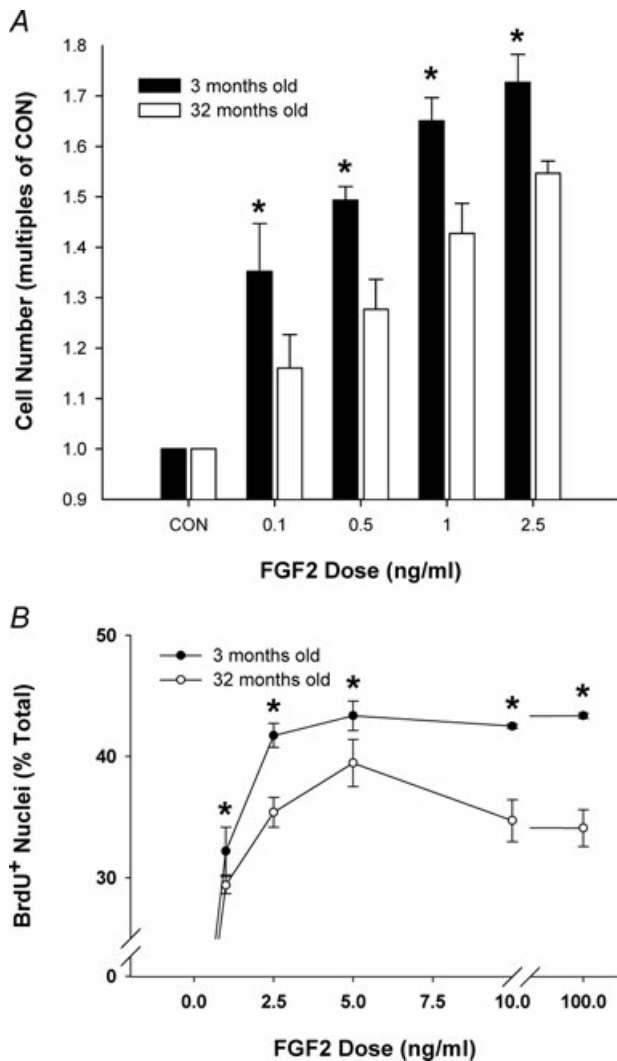 A
* * * *
3 months old
32 months old
Cell Number (multiples of CON)
1.8
1.7
1.6
1.5
1.4
1.3
1.2
1.1
1.0
0.9
CON 0.1 0.5 1 2.5
FGF2 Dose (ng/ml)
B
* * * * *
3 months old
32 months old
BrdU⁺ Nuclei (% Total)
50
40
30
0
0.0 2.5 5.0 7.5 10.0 100.0
FGF2 Dose (ng/ml)